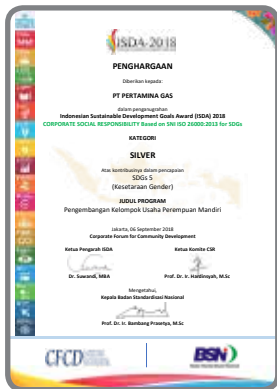 ISDA-2018
PENGHARGAAN
Diberikan kepada:
PT PERTAMINA GAS
dalam penganugrahan
Indonesian Sustainable Development Goals Award (ISDA) 2018
CORPORATE SOCIAL RESPONSIBILITY Based on SNI ISO 26000:2013 for SDGs
KATEGORI
SILVER
Atas kontribusinya dalam pencapaian
SDGs 5
(Kesetaraan Gender)
JUDUL PROGRAM
Pengembangan Kelompok Usaha Perempuan Mandiri
Jakarta, 06 September 2018
Corporate Forum for Community Development
Ketua Pengarah ISDA Ketua Komite CSR
Dr. Suwandi, MBA Prof. Dr. Ir. Hardinsyah, M.Sc
Mengetahui,
Kepala Badan Standardisasi Nasional
Prof. Dr. Ir. Bambang Prasetya, M.Sc
CFCD BSN